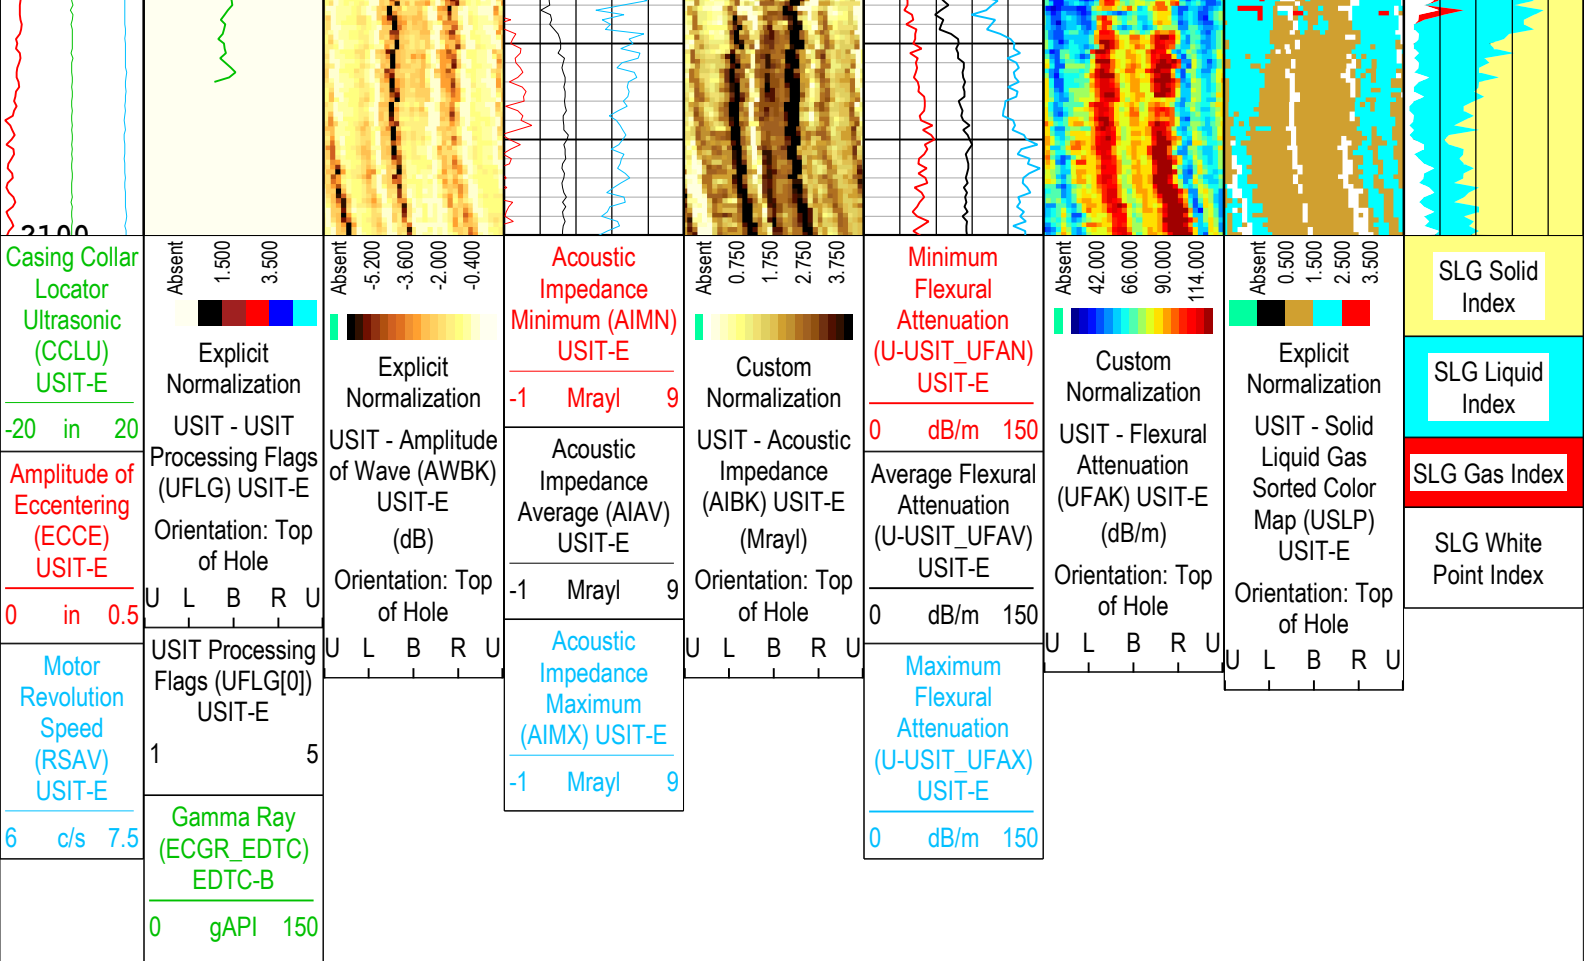 2100
Casing Collar
Locator
Ultrasonic
(CCLU)
USIT-E
-20 in 20
Amplitude of
Eccentering
(ECCE)
USIT-E
0 in 0.5
Motor
Revolution
Speed
(RSAV)
USIT-E
6 c/s 7.5
Absent 1.500 3.500
Explicit
Normalization
USIT - USIT
Processing Flags
(UFLG) USIT-E
Orientation: Top
of Hole
U L B R U
USIT Processing
Flags (UFLG[0])
USIT-E
1 5
Gamma Ray
(ECGR_EDTC)
EDTC-B
0 gAPI 150
Absent -5.200 -3.600 -2.000 -0.400
Explicit
Normalization
USIT - Amplitude
of Wave (AWBK)
USIT-E
(dB)
Orientation: Top
of Hole
U L B R U
Acoustic
Impedance
Minimum (AIMN)
USIT-E
-1 Mrayl 9
Acoustic
Impedance
Average (AIAV)
USIT-E
-1 Mrayl 9
Acoustic
Impedance
Maximum
(AIMX) USIT-E
-1 Mrayl 9
Absent 0.750 1.750 2.750 3.750
Custom
Normalization
USIT - Acoustic
Impedance
(AIBK) USIT-E
(Mrayl)
Orientation: Top
of Hole
U L B R U
Minimum
Flexural
Attenuation
(U-USIT_UFAN)
USIT-E
0 dB/m 150
Average Flexural
Attenuation
(U-USIT_UFAV)
USIT-E
0 dB/m 150
Maximum
Flexural
Attenuation
(U-USIT_UFAX)
USIT-E
0 dB/m 150
Absent 42.000 66.000 90.000 114.000
Custom
Normalization
USIT - Flexural
Attenuation
(UFAK) USIT-E
(dB/m)
Orientation: Top
of Hole
U L B R U
Absent 0.500 1.500 2.500 3.500
Explicit
Normalization
USIT - Solid
Liquid Gas
Sorted Color
Map (USLP)
USIT-E
Orientation: Top
of Hole
U L B R U
SLG Solid
Index
SLG Liquid
Index
SLG Gas Index
SLG White
Point Index